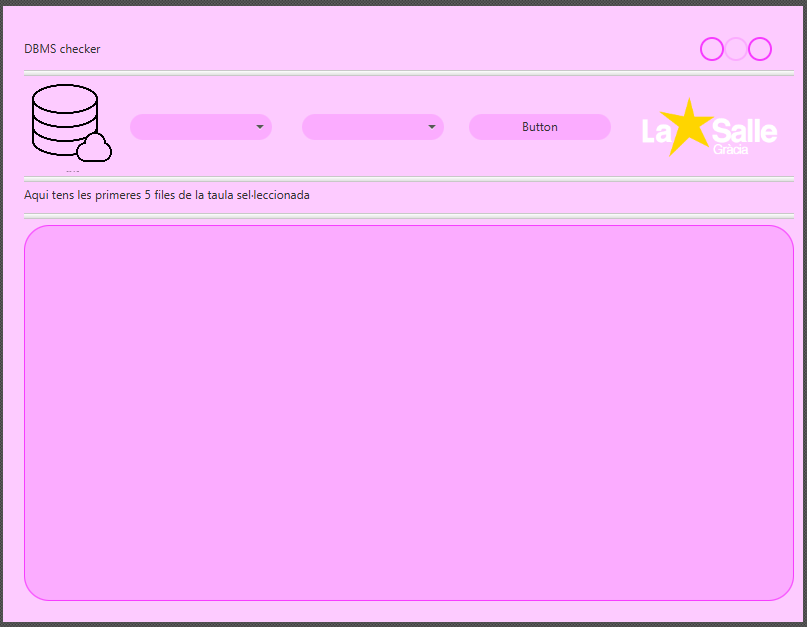 DBMS checker
Button
La Salle
Gràcia
Aqui tens les primeres 5 files de la taula sel·leccionada